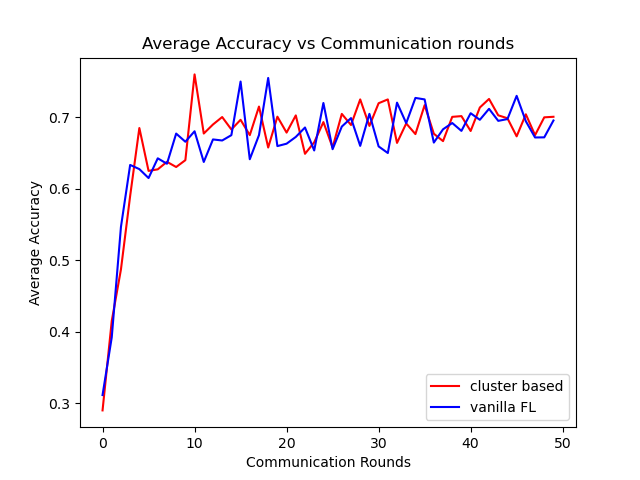 Average Accuracy vs Communication rounds
Average Accuracy
0.7
0.6
0.5
0.4
0.3
0
10
20
30
40
50
Communication Rounds
cluster based
vanilla FL